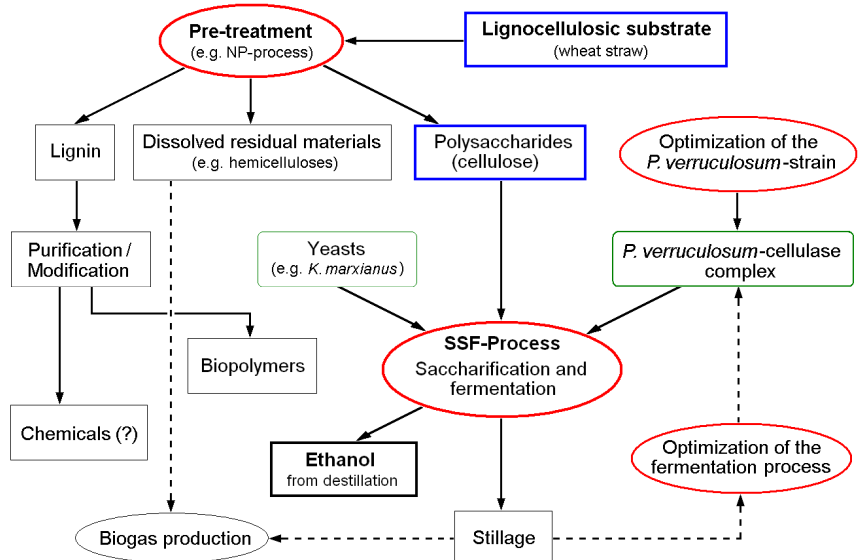 Pre-treatment
(e.g. NP-process)
Lignocellulosic substrate
(wheat straw)
Lignin
Dissolved residual materials
(e.g. hemicelluloses)
Polysaccharides
(cellulose)
Optimization of the
P. verruculosum-strain
Purification /
Modification
Yeasts
(e.g. K. marxianus)
P. verruculosum-cellulase
complex
Biopolymers
SSF-Process
Saccharification and
fermentation
Chemicals (?)
Ethanol
from destillation
Optimization of the
fermentation process
Biogas production
Stillage